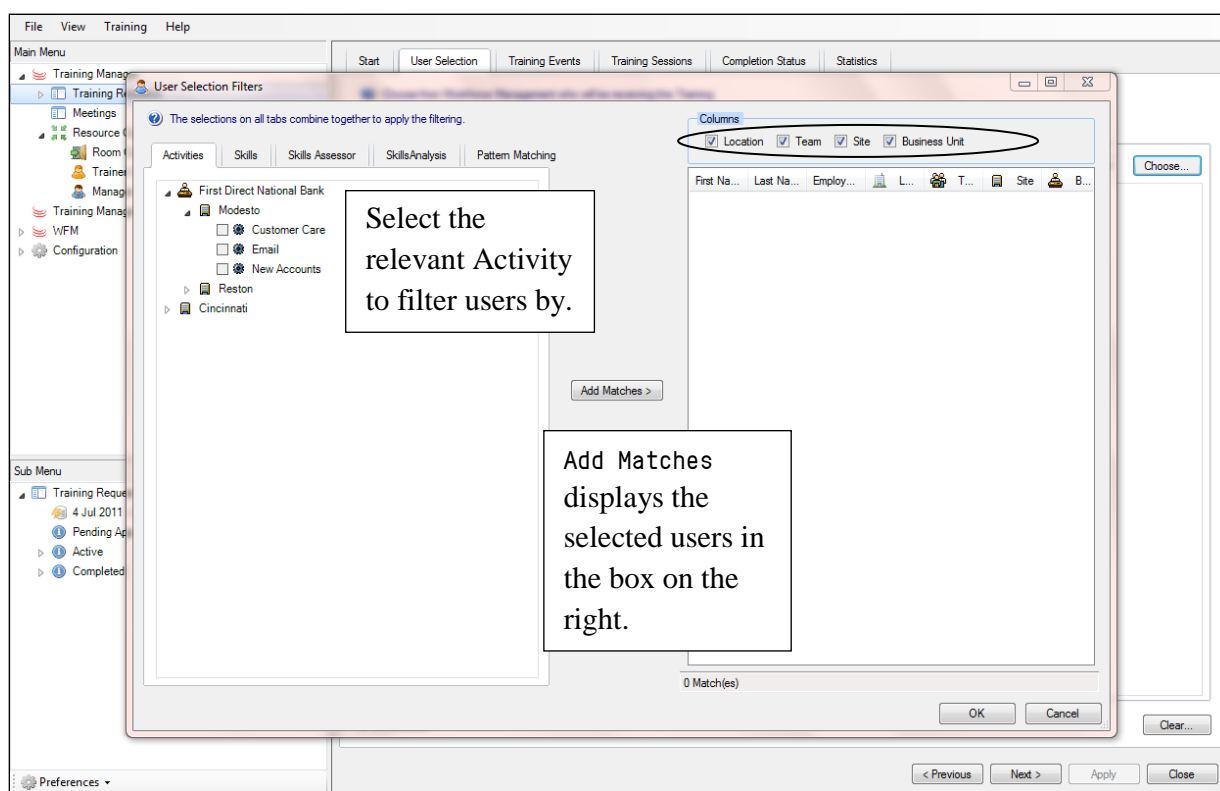 File View Training Help
Main Menu
Training Manag
Training Re
Meetings
Resource
Room
Trainer
Manag
Training Manag
WFM
Configuration
Start User Selection Training Events Training Sessions Completion Status Statistics
User Selection Filters
The selections on all tabs combine together to apply the filtering.
Activities Skills Skills Assessor SkillsAnalysis Pattern Matching
First Direct National Bank
Modesto
Customer Care
Email
New Accounts
Reston
Cincinnati
Select the
relevant Activity
to filter users by.
Add Matches >
Add Matches
displays the
selected users in
the box on the
right.
Columns
Location Team Site Business Unit
First Na... Last Na... Employ... L... T... Site B...
0 Match(es)
OK Cancel
Choose...
Clear...
Sub Menu
Training Reque
4 Jul 2011
Pending Ap
Active
Completed
Preferences
< Previous Next > Apply Close